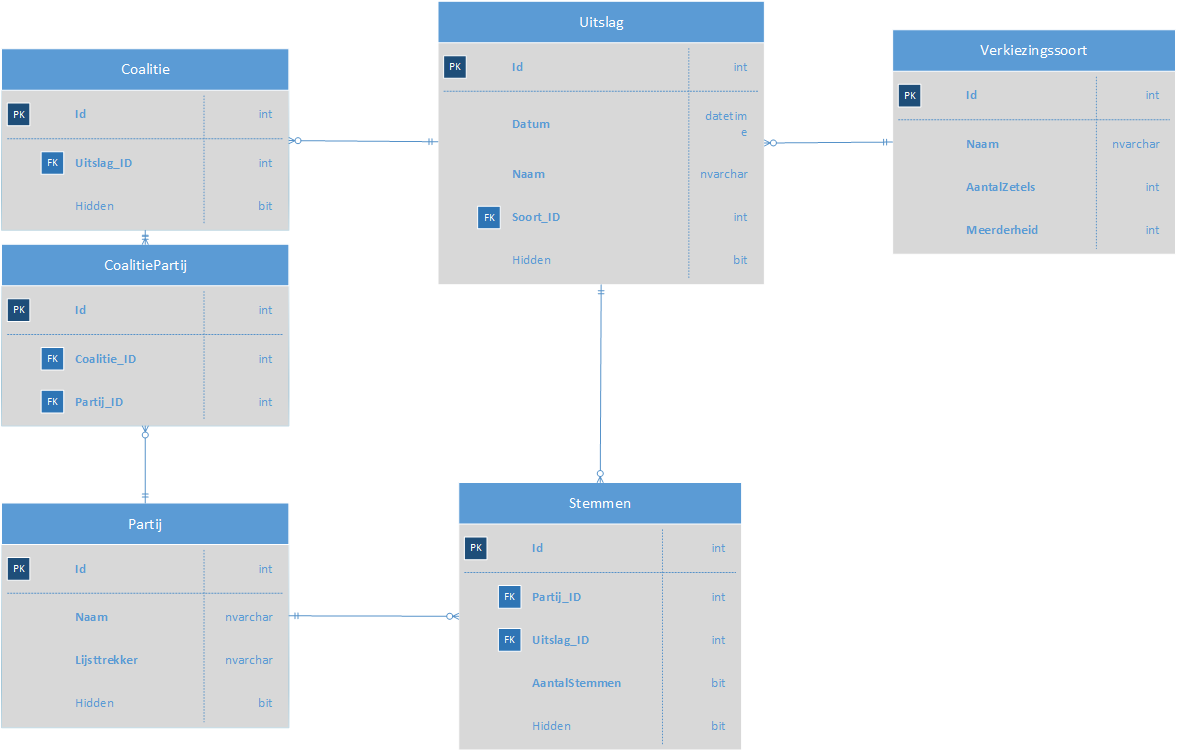 Coalitie
PK Id int
FK Uitslag_ID int
Hidden bit
CoalitiePartij
PK Id int
FK Coalitie_ID int
FK Partij_ID int
Partij
PK Id int
Naam nvarchar
Lijsttrekker nvarchar
Hidden bit
Uitslag
PK Id int
Datum datetim
e
Naam nvarchar
FK Soort_ID int
Hidden bit
Stemmen
PK Id int
FK Partij_ID int
FK Uitslag_ID int
AantalStemmen bit
Hidden bit
Verkiezingssoort
PK Id int
Naam nvarchar
AantalZetels int
Meerderheid int